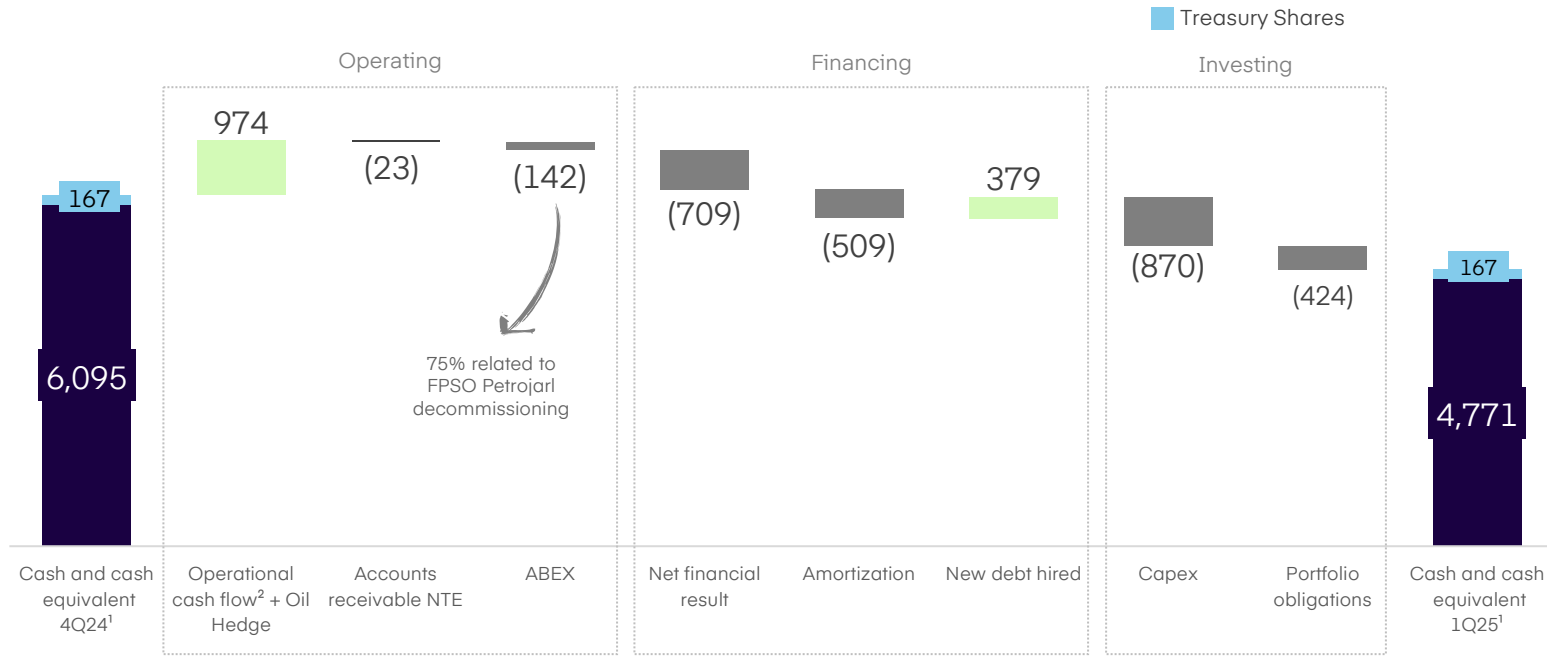 Treasury Shares
Operating
Financing
Investing
974
(23)
(142)
(709)
(509)
379
(870)
(424)
167
6,095
167
4,771
75% related to
FPSO Petrojarl
decommissioning
Cash and cash
equivalent
4Q24¹
Operational
cash flow² + Oil
Hedge
Accounts
receivable NTE
ABEX
Net financial
result
Amortization
New debt hired
Capex
Portfolio
obligations
Cash and cash
equivalent
1Q25¹